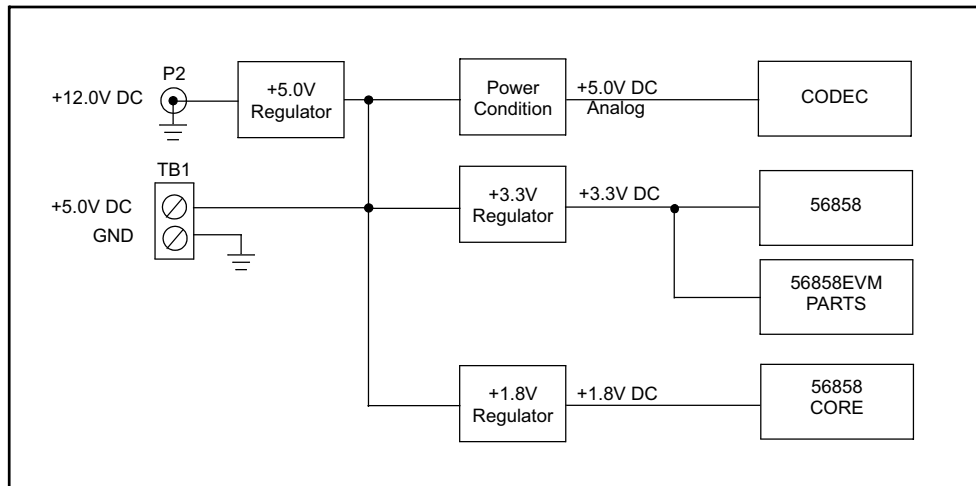 P2
+12.0V DC
+5.0V
Regulator
Power
Condition
+5.0V DC
Analog
CODEC
TB1
+5.0V DC
GND
+3.3V
Regulator
+3.3V DC
56858
56858EVM
PARTS
+1.8V
Regulator
+1.8V DC
56858
CORE